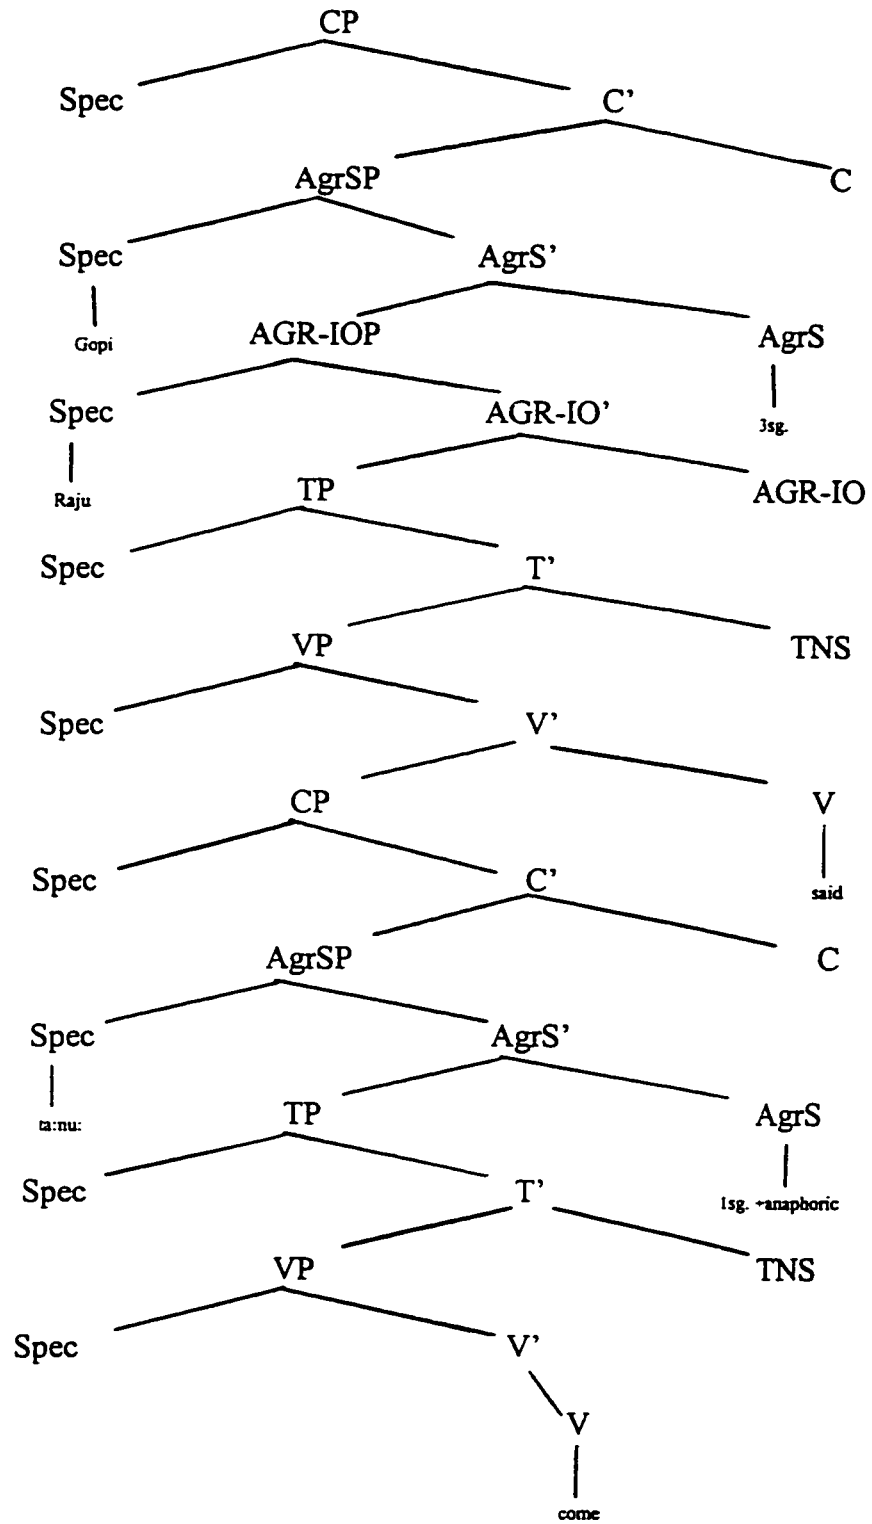 CP
Spec C’
AgrSP C
Spec AgrS’
Gopi AGR-IOP AgrS
Spec AGR-IO’ 3sg.
Raju TP AGR-IO
Spec T’
VP TNS
Spec V’
CP V
Spec C’ said
AgrSP C
Spec AgrS’
ta:nu: TP AgrS
Spec T’ 1sg. +anaphoric
VP TNS
Spec V’
V
come